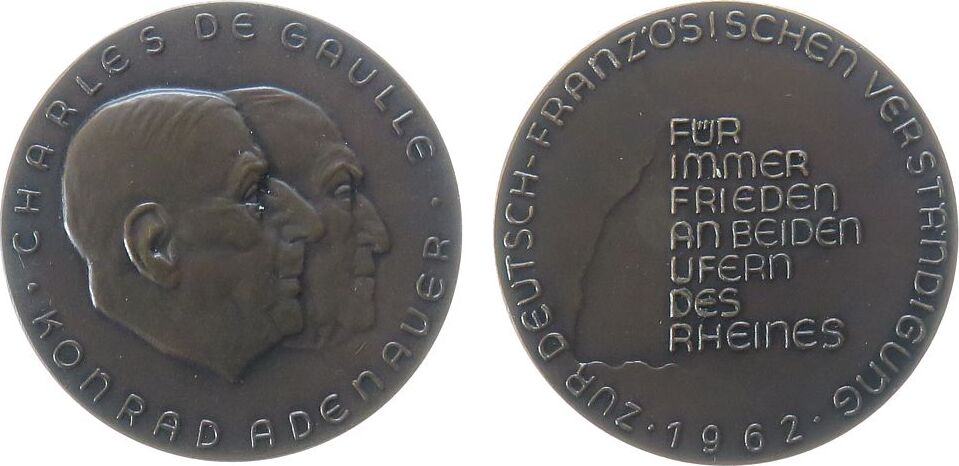 · CHARLES DE GAULLE ·
KONRAD ADENAUER
ZUR DEUTSCH-FRANZÖSISCHEN VERSTÄNDIGUNG
· 1962 ·
FÜR
IMMER
FRIEDEN
AN BEIDEN
UFERN
DES
RHEINES